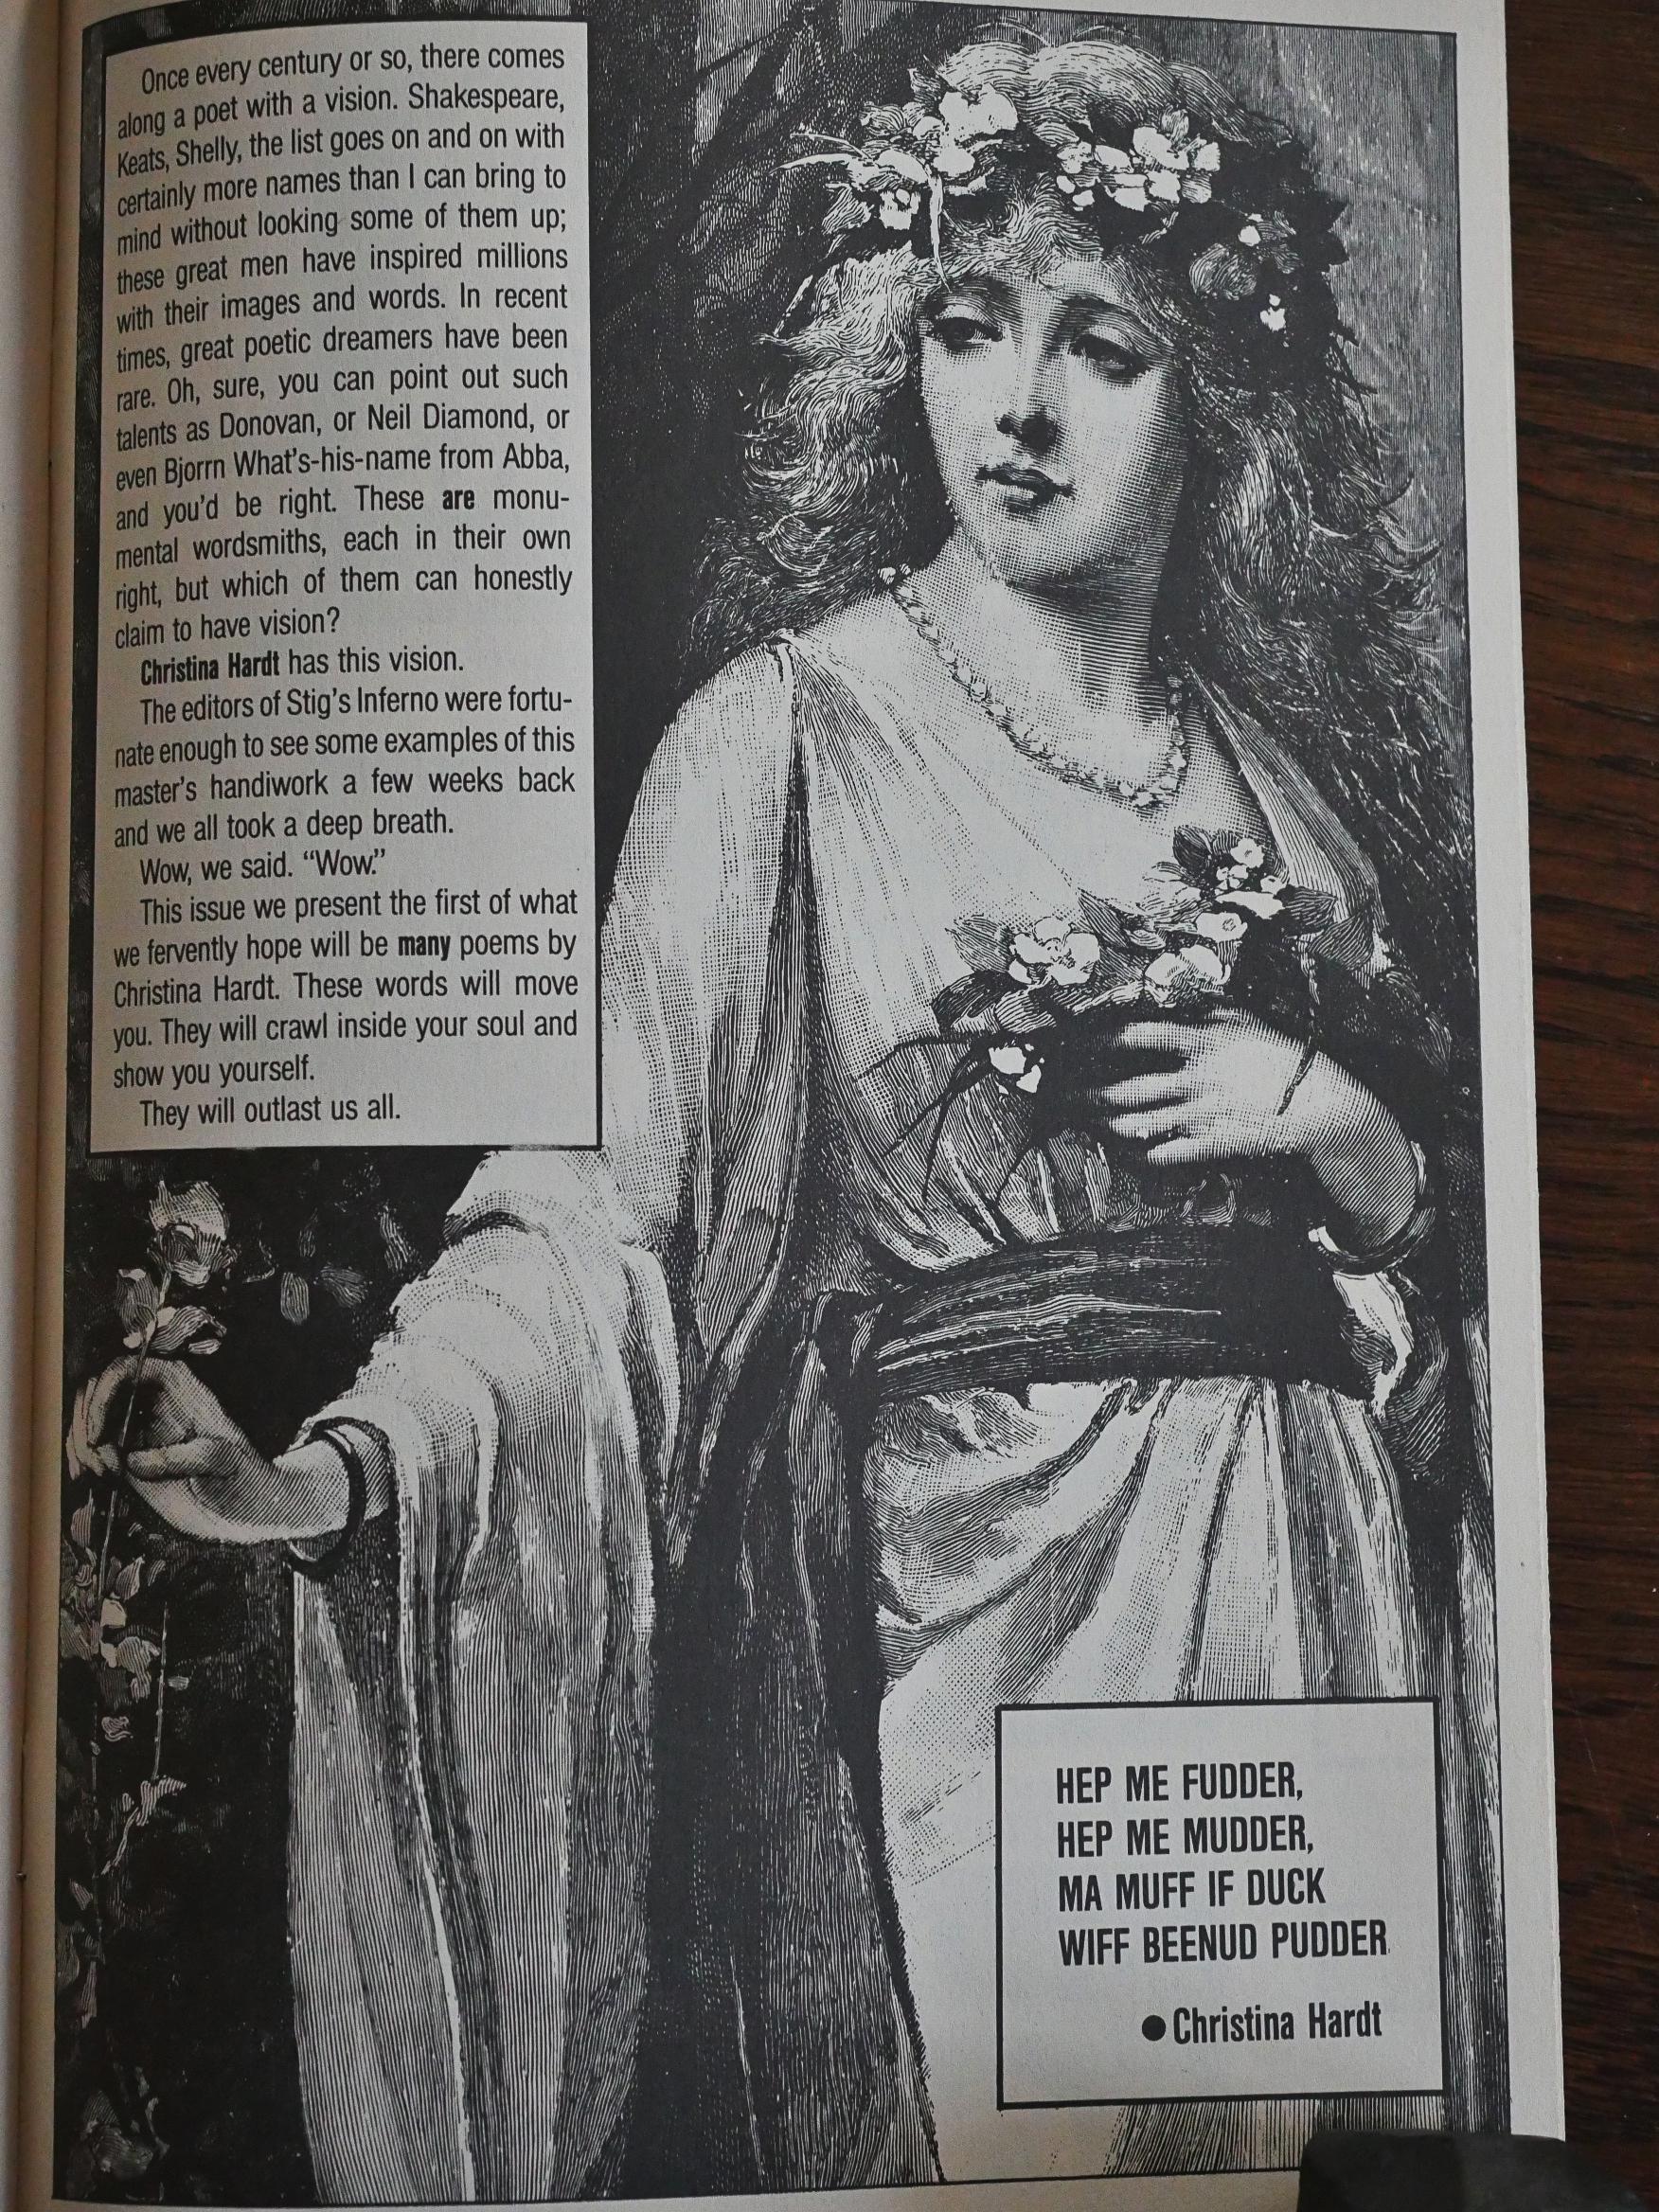 Once every century or so, there comes
along a poet with a vision. Shakespeare,
Keats, Shelly, the list goes on and on with
certainly more names than I can bring to
mind without looking some of them up;
these great men have inspired millions
with their images and words. In recent
times, great poetic dreamers have been
rare. Oh, sure, you can point out such
talents as Donovan, or Neil Diamond, or
even Bjorrn What's-his-name from Abba,
and you'd be right. These are monu-
mental wordsmiths, each in their own
right, but which of them can honestly
claim to have vision?
Christina Hardt has this vision.
The editors of Stig's Inferno were fortu-
nate enough to see some examples of this
master's handiwork a few weeks back
and we all took a deep breath.
Wow, we said. “Wow.”
This issue we present the first of what
we fervently hope will be many poems by
Christina Hardt. These words will move
you. They will crawl inside your soul and
show you yourself.
They will outlast us all.
HEP ME FUDDER,
HEP ME MUDDER,
MA MUFF IF DUCK
WIFF BEENUD PUDDER.
● Christina Hardt